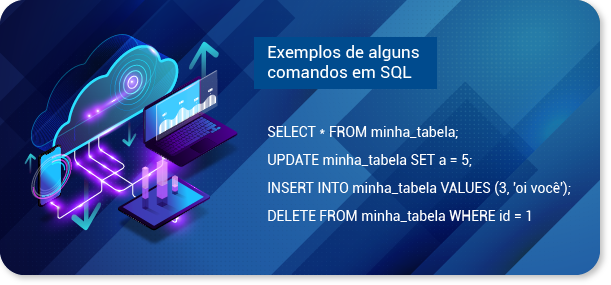 Exemplos de alguns
comandos em SQL
SELECT * FROM minha_tabela;
UPDATE minha_tabela SET a = 5;
INSERT INTO minha_tabela VALUES (3, 'oi você');
DELETE FROM minha_tabela WHERE id = 1